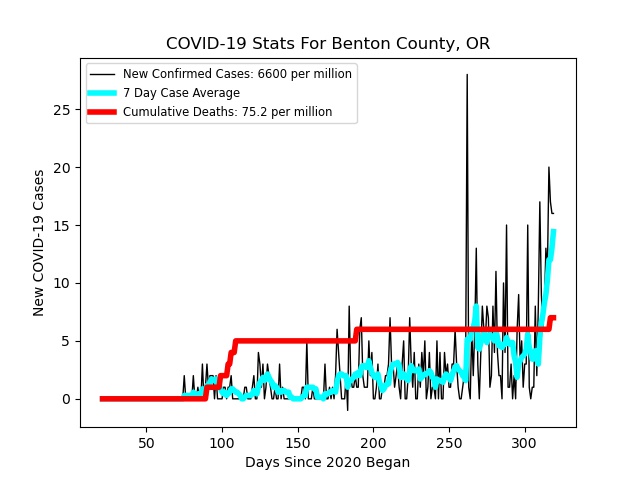 COVID-19 Stats For Benton County, OR
New Confirmed Cases: 6600 per million
7 Day Case Average
Cumulative Deaths: 75.2 per million
New COVID-19 Cases
25
20
15
10
5
0
50 100 150 200 250 300
Days Since 2020 Began